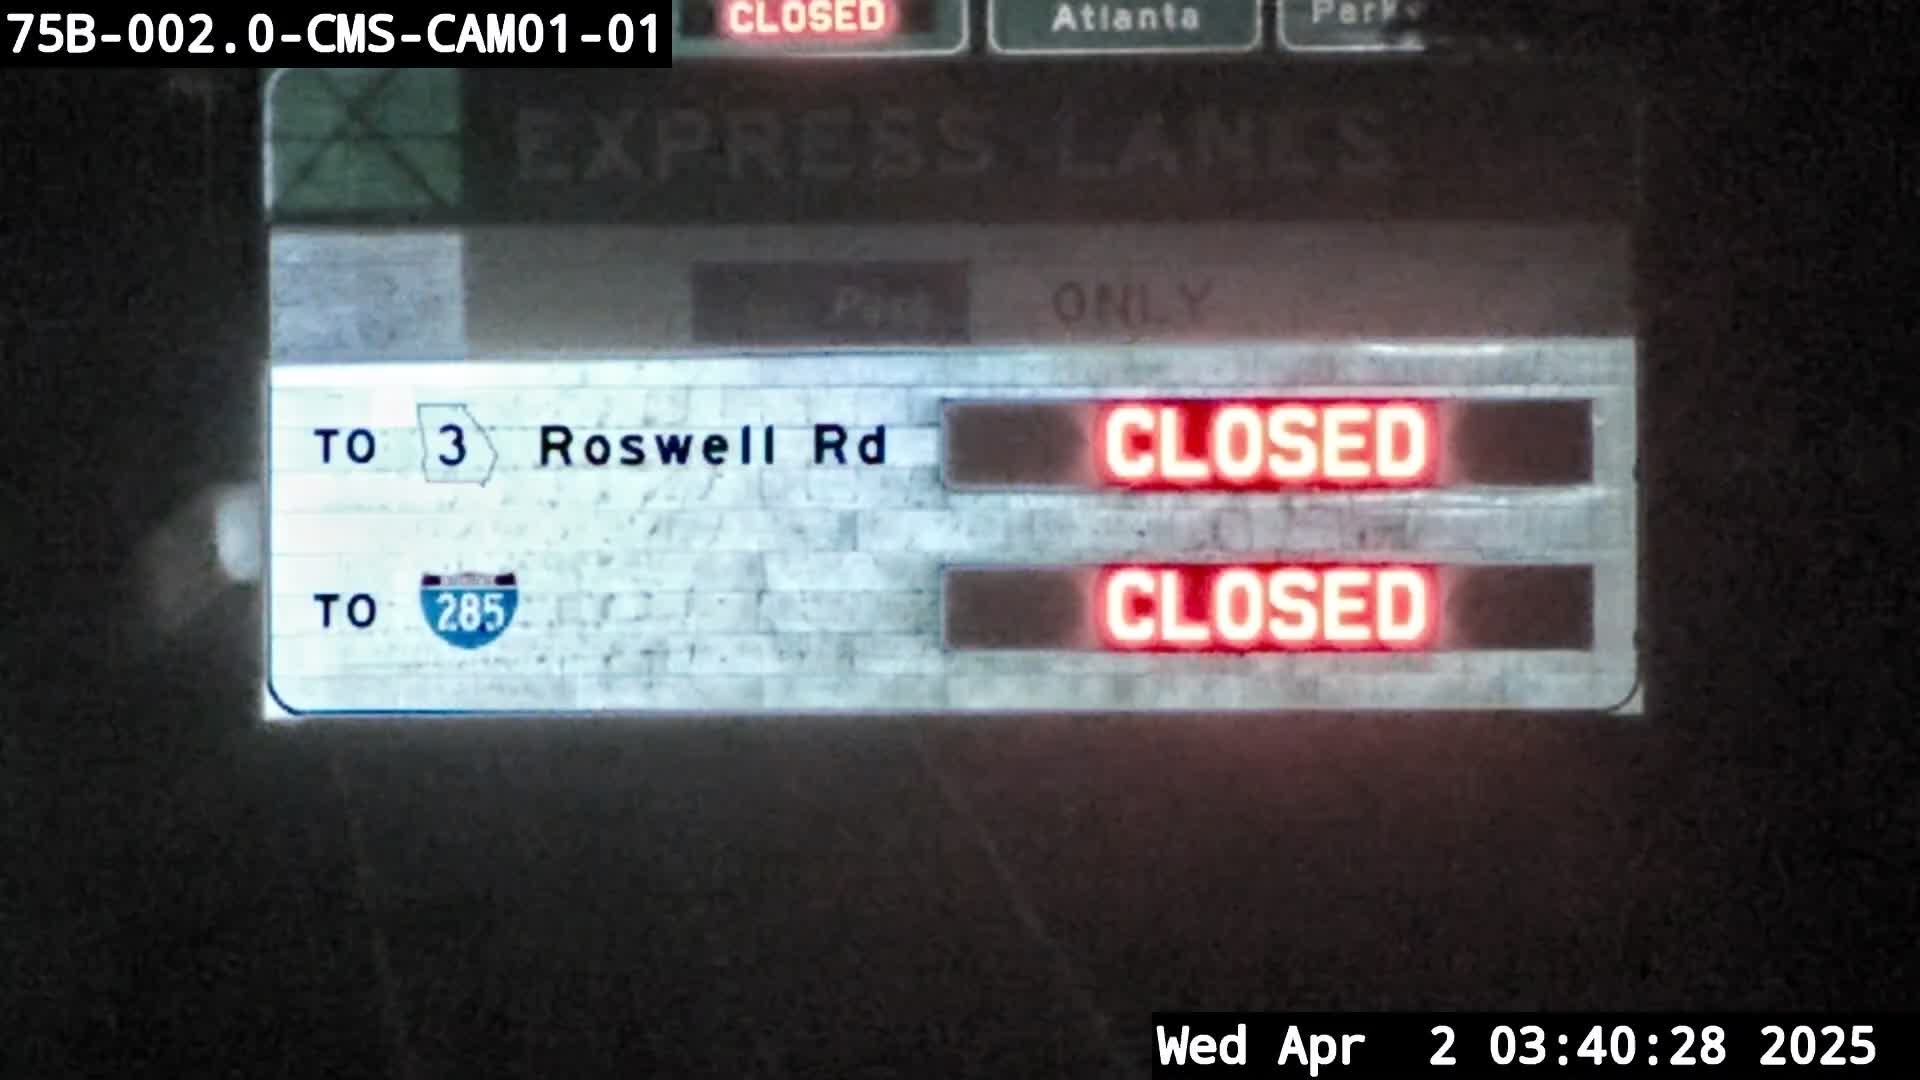 75B-002.0-CMS-CAM01-01
CLOSED
Atlanta
EXPRESS LANES
ONLY
TO 3 Roswell Rd CLOSED
TO 285 CLOSED
Wed Apr 2 03:40:28 2025